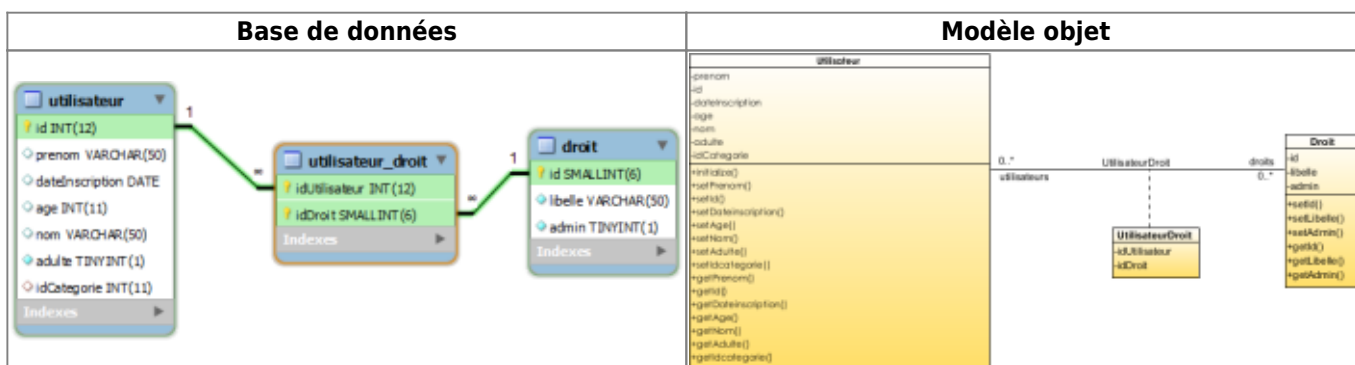 Base de données
Modèle objet
utilisateur
id INT(12)
prenom VARCHAR(50)
dateInscription DATE
age INT(11)
nom VARCHAR(50)
adulte TINYINT(1)
idCategorie INT(11)
Indexes
1
∞
utilisateur_droit
idUtilisateur INT(12)
idDroit SMALLINT(6)
Indexes
∞
1
droit
id SMALLINT(6)
libelle VARCHAR(50)
admin TINYINT(1)
Indexes
Utilisateur
-prenom
-id
-dateInscription
-age
-nom
-adulte
-idCategorie
+initialize()
+setPrenom()
+setId()
+setDateinscription()
+setAge()
+setNom()
+setAdulte()
+setIdcategorie()
+getPrenom()
+getId()
+getDateinscription()
+getAge()
+getNom()
+getAdulte()
+getIdcategorie()
0..*
utilisateurs
UtilisateurDroit
droits
0..*
UtilisateurDroit
-idUtilisateur
-idDroit
Droit
-id
-libelle
-admin
+setId()
+setLibelle()
+setAdmin()
+getId()
+getLibelle()
+getAdmin()